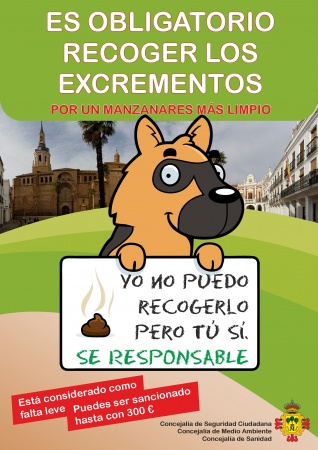 ES OBLIGATORIO
RECOGER LOS
EXCREMENTOS
POR UN MANZANARES MÁS LIMPIO
YO NO PUEDO
RECOGERLO
PERO TÚ SÍ.
SE RESPONSABLE
Está considerado como
falta leve
Puedes ser sancionado
hasta con 300 €
Concejalía de Seguridad Ciudadana
Concejalía de Medio Ambiente
Concejalía de Sanidad